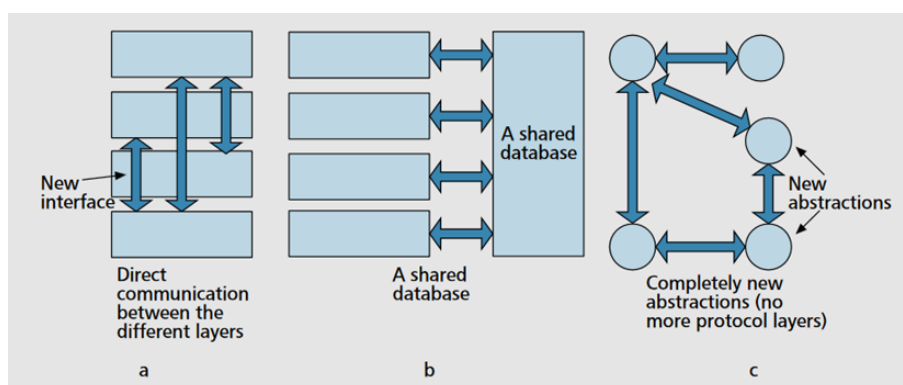 New
interface
Direct
communication
between the
different layers
a
A shared
database
A shared
database
b
New
abstractions
Completely new
abstractions (no
more protocol layers)
c